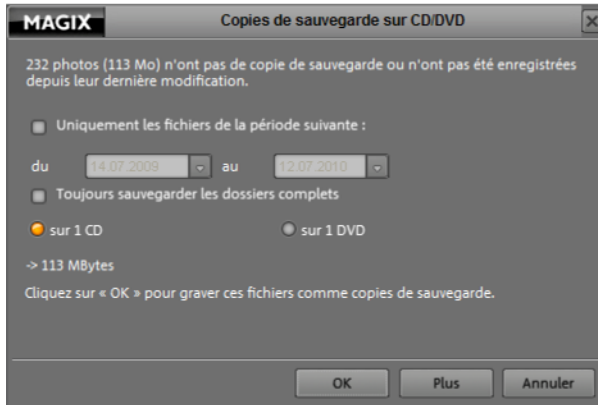 MAGIX Copies de sauvegarde sur CD/DVD
232 photos (113 Mo) n'ont pas de copie de sauvegarde ou n'ont pas été enregistrées
depuis leur dernière modification.
Uniquement les fichiers de la période suivante :
du 14.07.2009 au 12.07.2010
Toujours sauvegarder les dossiers complets
sur 1 CD sur 1 DVD
-> 113 MBytes
Cliquez sur « OK » pour graver ces fichiers comme copies de sauvegarde.
OK Plus Annuler